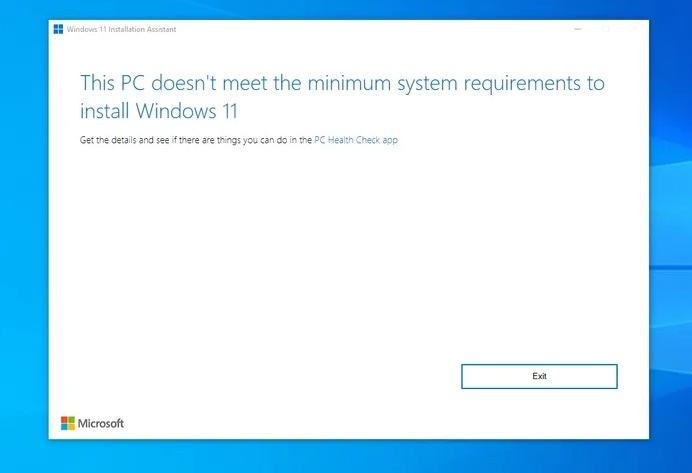 Windows 11 Installation Assistant
This PC doesn't meet the minimum system requirements to
install Windows 11
Get the details and see if there are things you can do in the PC Health Check app
Exit
Microsoft